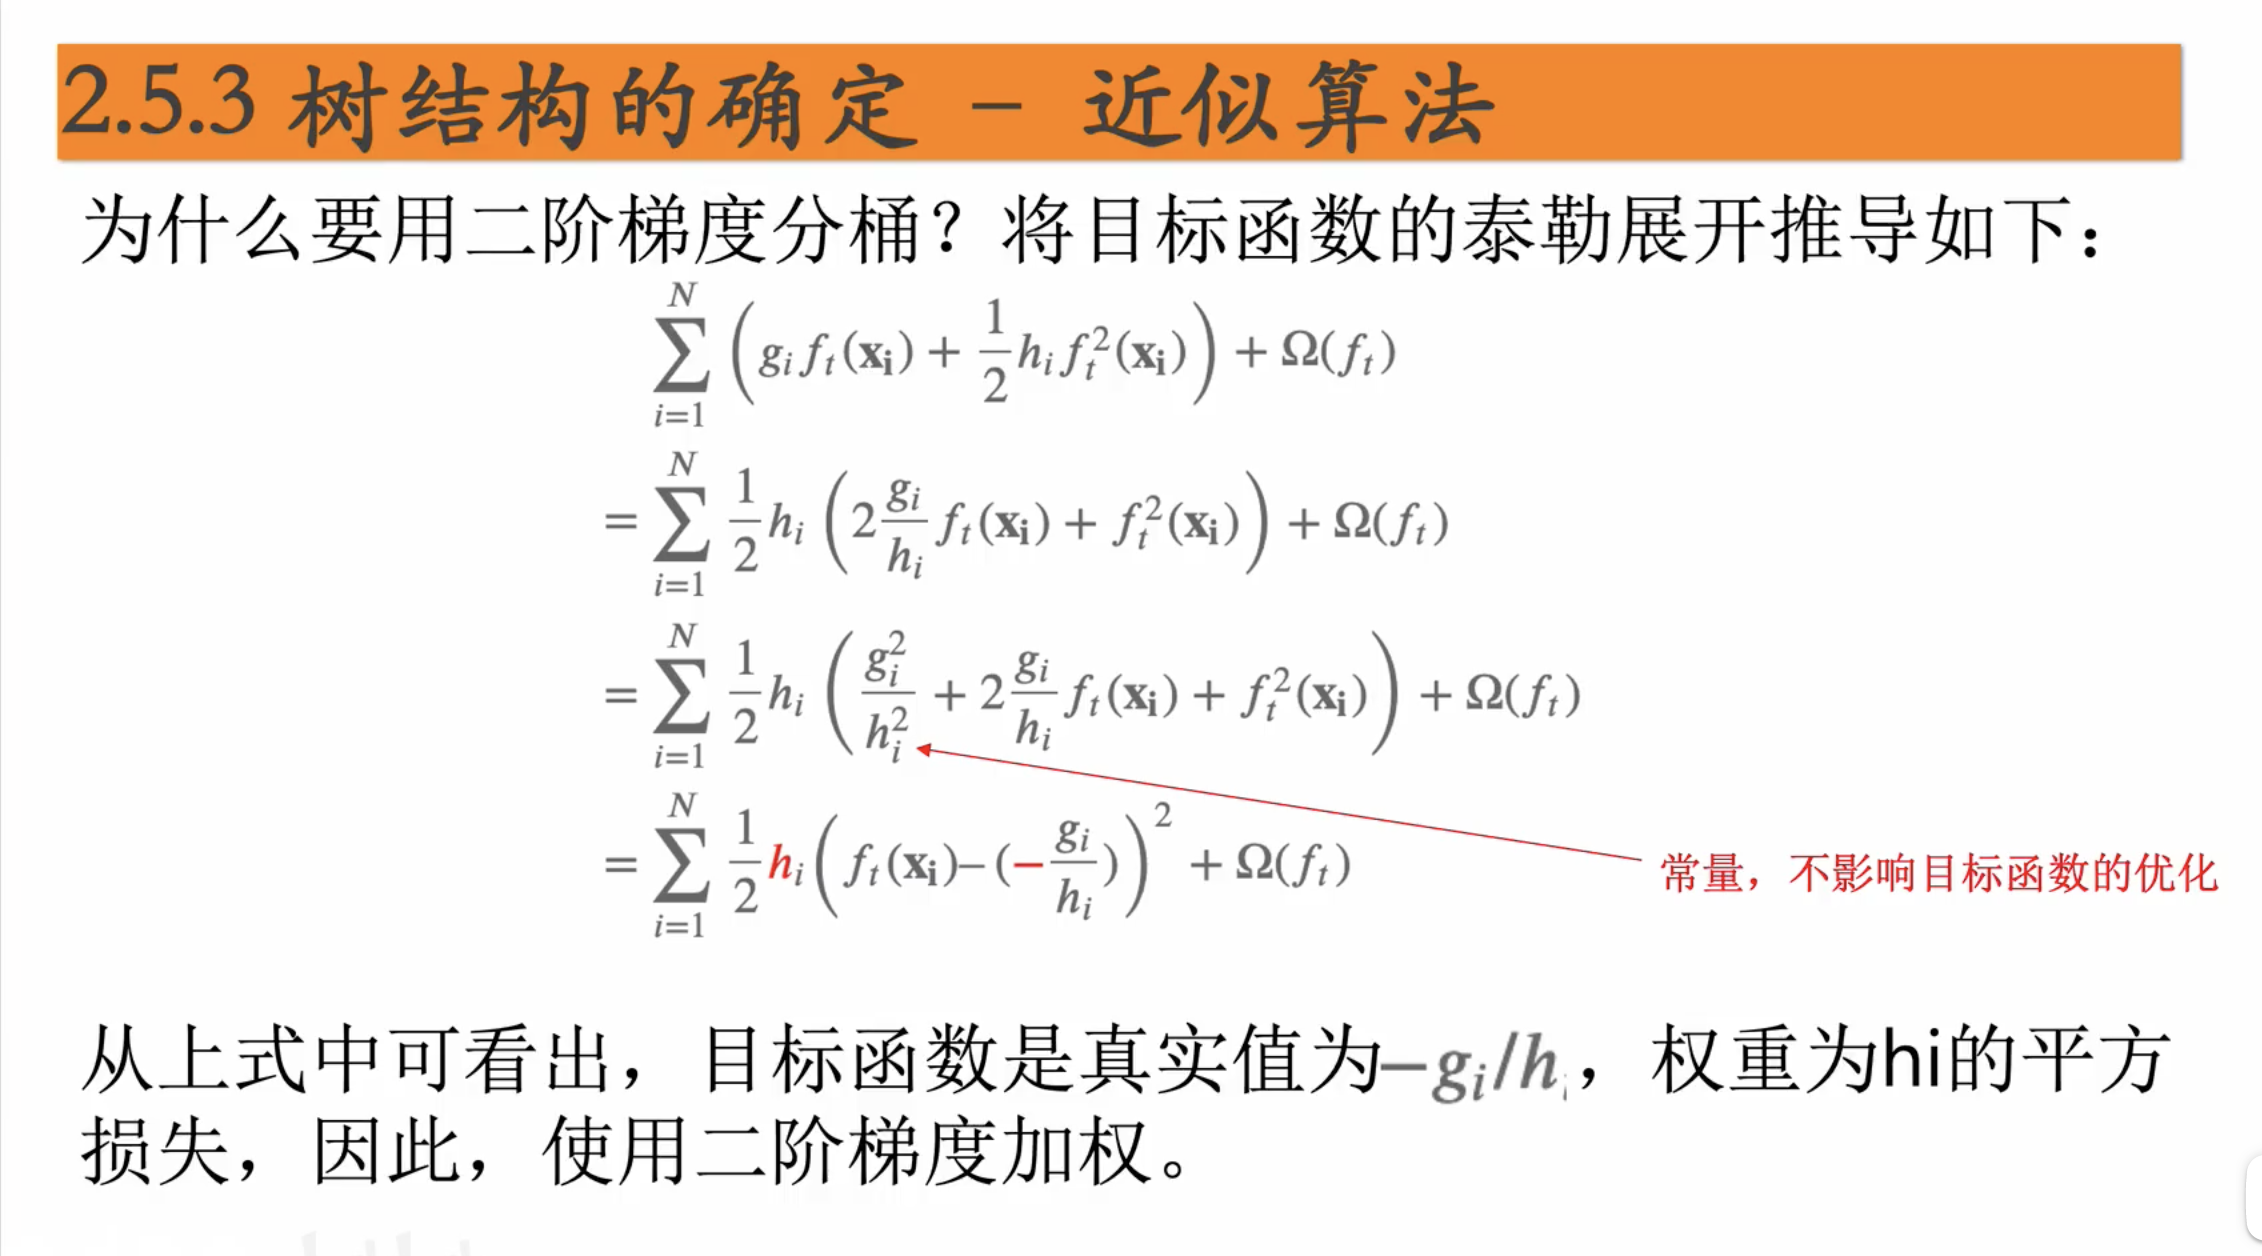 2.5.3 树结构的确定 - 近似算法
为什么要用二阶梯度分桶？将目标函数的泰勒展开推导如下：
\sum_{i=1}^{N} \left( g_i f_t(\mathbf{x_i}) + \frac{1}{2} h_i f_t^2(\mathbf{x_i}) \right) + \Omega(f_t)
= \sum_{i=1}^{N} \frac{1}{2} h_i \left( 2 \frac{g_i}{h_i} f_t(\mathbf{x_i}) + f_t^2(\mathbf{x_i}) \right) + \Omega(f_t)
= \sum_{i=1}^{N} \frac{1}{2} h_i \left( \frac{g_i^2}{h_i^2} + 2 \frac{g_i}{h_i} f_t(\mathbf{x_i}) + f_t^2(\mathbf{x_i}) \right) + \Omega(f_t)
= \sum_{i=1}^{N} \frac{1}{2} h_i \left( f_t(\mathbf{x_i}) – (- \frac{g_i}{h_i}) \right)^2 + \Omega(f_t)
常量，不影响目标函数的优化
从上式中可看出，目标函数是真实值为-g_i/h_i，权重为hi的平方
损失，因此，使用二阶梯度加权。